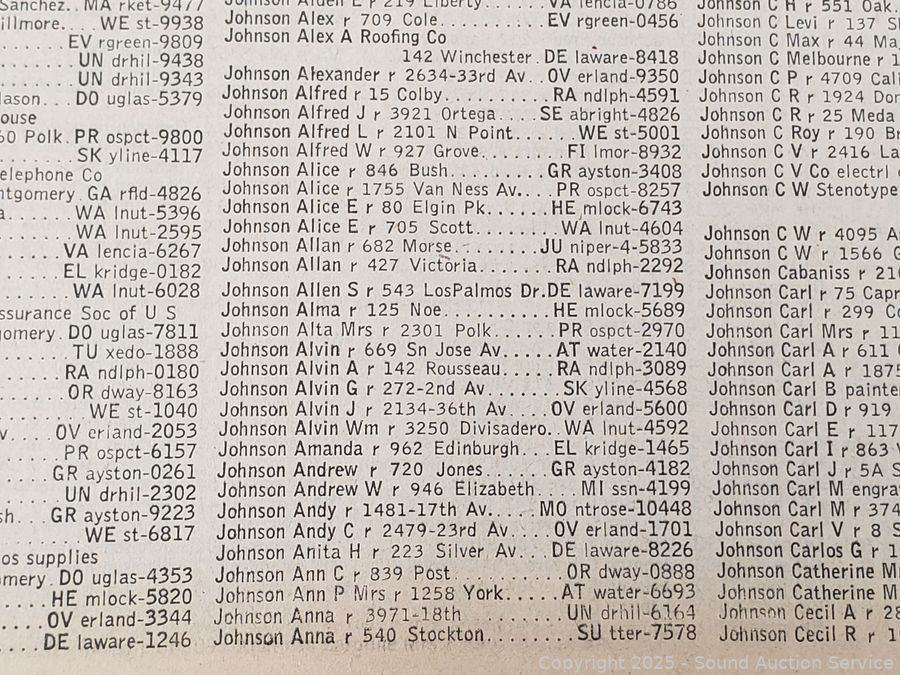 Sanchez..MA rket-9477
illmore... WE st-9938
EV rgreen-9809
UN drhil-9438
UN drhil-9343
lason...DO uglas-5379
ouse
60 Polk.PR ospct-9800
SK yline-4117
elephone Co
ntgomery.GA rfld-4826
WA lnut-5396
WA lnut-2595
VA lencia-6267
EL kridge-0182
WA lnut-6028
ssurance Soc of U S
gomery.DO uglas-7811
TU xedo-1888
RA ndlph-0180
OR dway-8163
WE st-1040
OV erland-2053
PR ospct-6157
GR ayston-0261
UN drhil-2302
sh...GR ayston-9223
WE st-6817
os supplies
mery.DO uglas-4353
HE mlock-5820
OV erland-3344
DE laware-1246
Johnson Alden E r 219 Liberty......VA lencia-0786
Johnson Alex r 709 Cole...........EV rgreen-0456
Johnson Alex A Roofing Co
142 Winchester.DE laware-8418
Johnson Alexander r 2634-33rd Av..OV erland-9350
Johnson Alfred r 15 Colby..........RA ndlph-4591
Johnson Alfred J r 3921 Ortega.....SE abright-4826
Johnson Alfred L r 2101 N Point.......WE st-5001
Johnson Alfred W r 927 Grove.........FI lmor-8932
Johnson Alice r 846 Bush...........GR ayston-3408
Johnson Alice r 1755 Van Ness Av....PR ospct-8257
Johnson Alice E r 80 Elgin Pk.......HE mlock-6743
Johnson Alice E r 705 Scott.........WA lnut-4604
Johnson Allan r 682 Morse..........JU niper-4-5833
Johnson Allan r 427 Victoria........RA ndlph-2292
Johnson Allen S r 543 LosPalmos Dr.DE laware-7199
Johnson Alma r 125 Noe............HE mlock-5689
Johnson Alta Mrs r 2301 Polk.......PR ospct-2970
Johnson Alvin r 669 Sn Jose Av.....AT water-2140
Johnson Alvin A r 142 Rousseau.....RA ndlph-3089
Johnson Alvin G r 272-2nd Av.......SK yline-4568
Johnson Alvin J r 2134-36th Av....OV erland-5600
Johnson Alvin Wm r 3250 Divisadero..WA lnut-4592
Johnson Amanda r 962 Edinburgh...EL kridge-1465
Johnson Andrew r 720 Jones.......GR ayston-4182
Johnson Andrew W r 946 Elizabeth....MI ssn-4199
Johnson Andy r 1481-17th Av.....MO ntrose-10448
Johnson Andy C r 2479-23rd Av....OV erland-1701
Johnson Anita H r 223 Silver Av...DE laware-8226
Johnson Ann C r 839 Post...........OR dway-0888
Johnson Ann P Mrs r 1258 York.....AT water-6693
Johnson Anna r 3971-18th.........UN drhil-6164
Johnson Anna r 540 Stockton........SU tter-7578
Johnson C H r 551 Oak
Johnson C Levi r 137
Johnson C Max r 44
Johnson C Melbourne r 1
Johnson C P r 4709
Johnson C R r 1924
Johnson C R r 25 Meda
Johnson C Roy r 190
Johnson C V r 2416
Johnson C V Co electrl
Johnson C W Stenotype
Johnson C W r 4095
Johnson C W r 1566
Johnson Cabaniss r
Johnson Carl r 75
Johnson Carl r 299
Johnson Carl Mrs r 11
Johnson Carl A r 611
Johnson Carl A r 1875
Johnson Carl B painte
Johnson Carl D r 919
Johnson Carl E r 117
Johnson Carl I r 863
Johnson Carl J r 5A S
Johnson Carl M engra
Johnson Carl M r 374
Johnson Carl V r 8 S
Johnson Carlos G r 1
Johnson Catherine M
Johnson Catherine M
Johnson Cecil A r 28
Johnson Cecil R r 1
Copyright 2025 - Sound Auction Service